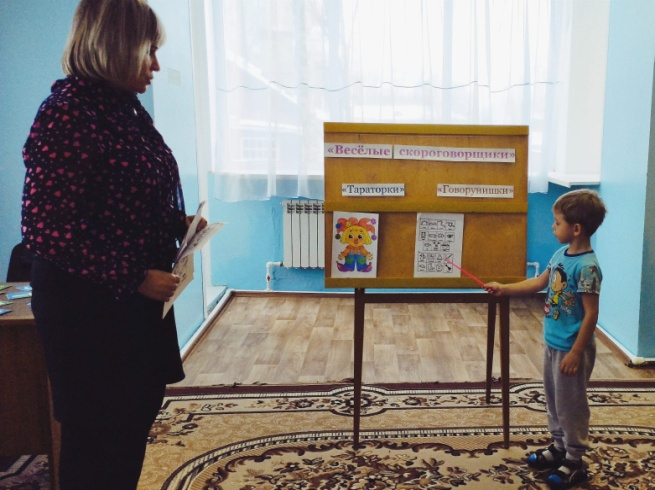 «Весёлые скороговорщики»
«Тараторки» «Говорунишки»